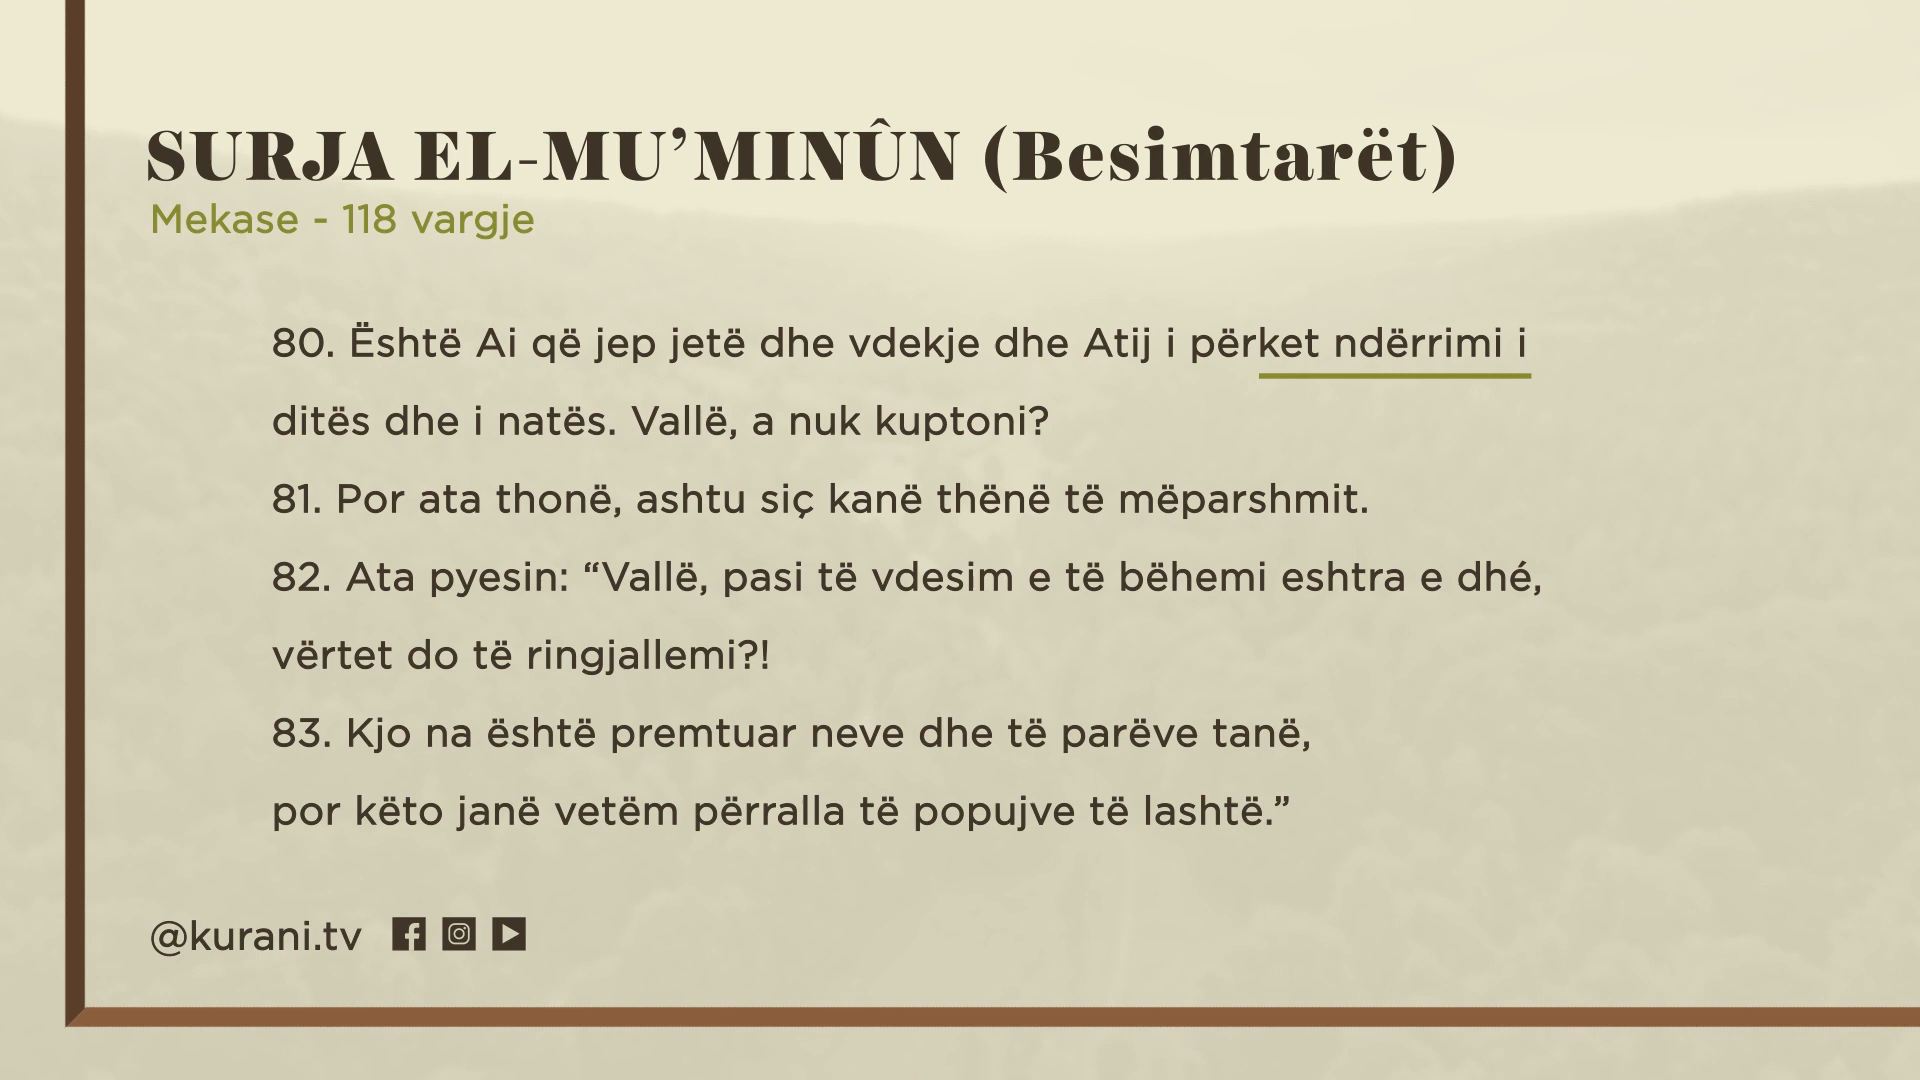 SURJA EL-MU’MINÛN (Besimtarët)
Mekase - 118 vargje
80. Është Ai që jep jetë dhe vdekje dhe Atij i përket ndërrimi i
ditës dhe i natës. Vallë, a nuk kuptoni?
81. Por ata thonë, ashtu siç kanë thënë të mëparshmit.
82. Ata pyesin: “Vallë, pasi të vdesim e të bëhemi eshtra e dhé,
vërtet do të ringjallemi?!
83. Kjo na është premtuar neve dhe të parëve tanë,
por këto janë vetëm përralla të popujve të lashtë.”
@kurani.tv